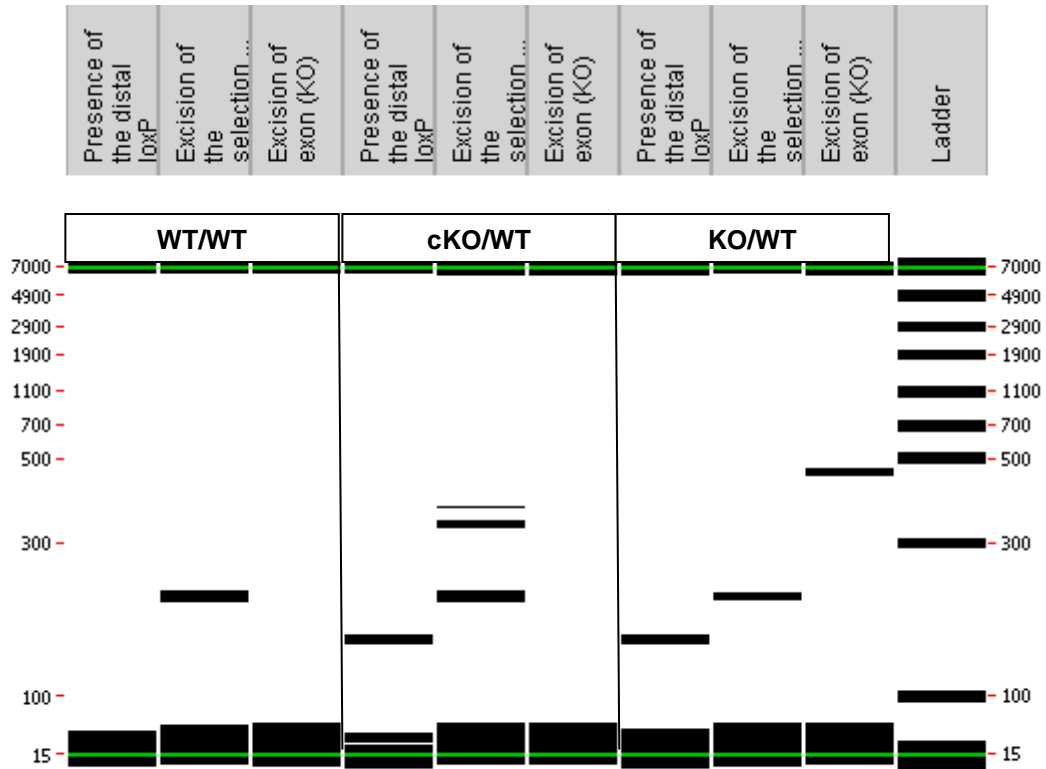 Presence of
the distal
loxP
Excision of
the
selection ...
Excision of
exon (KO)
Presence of
the distal
loxP
Excision of
the
selection ...
Excision of
exon (KO)
Presence of
the distal
loxP
Excision of
the
selection ...
Excision of
exon (KO)
Ladder
WT/WT
cKO/WT
KO/WT
7000
4900
2900
1900
1100
700
500
300
100
15
7000
4900
2900
1900
1100
700
500
300
100
15